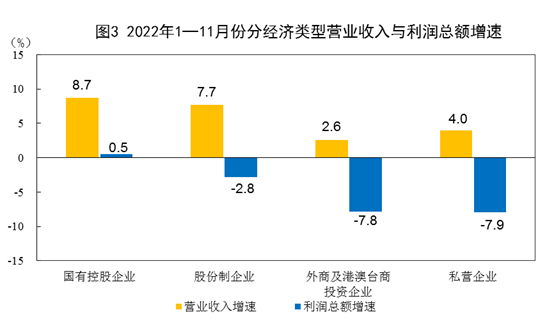 图3 2022年1—11月份分经济类型营业收入与利润总额增速
(%)
15
10
5
0
-5
-10
-15
8.7
0.5
7.7
-2.8
2.6
-7.8
4.0
-7.9
国有控股企业
股份制企业
外商及港澳台商
投资企业
私营企业
营业收入增速
利润总额增速